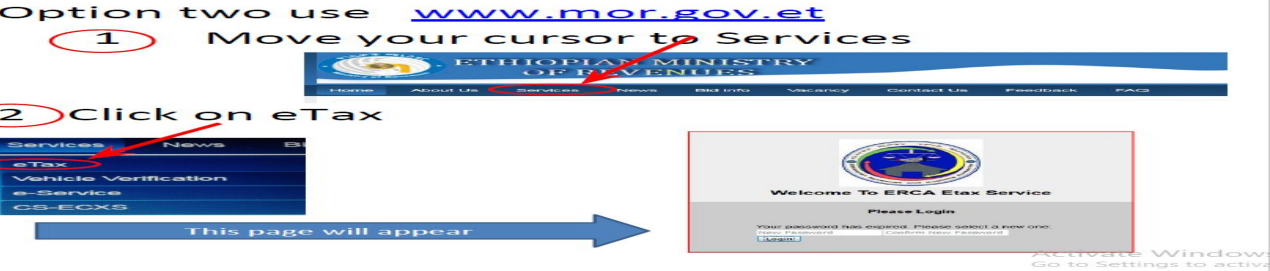 Option two use www.mor.gov.et
1 Move your cursor to Services
ETHIOPIAN MINISTRY
OF REVENUES
Home About Us Services News Bid Info Vacancy Contact Us Feedback FAQ
2 Click on eTax
Services News Bi
eTax
Vehicle Verification
e-Service
CS-ECXS
This page will appear
Welcome To ERCA Etax Service
Please Login
Your password has expired. Please select a new one:
New Password Confirm New Password
Login
Activate Windows
Go to Settings to activa